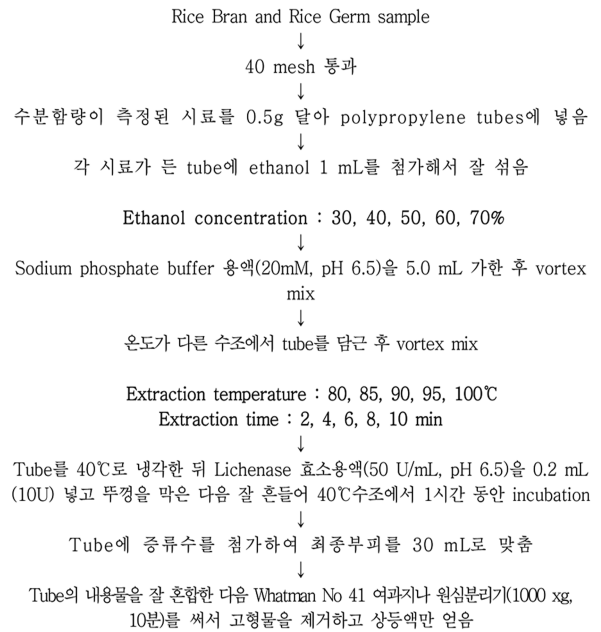 Rice Bran and Rice Germ sample
↓
40 mesh 통과
↓
수분함량이 측정된 시료를 0.5g 달아 polypropylene tubes에 넣음
↓
각 시료가 든 tube에 ethanol 1 mL를 첨가해서 잘 섞음
Ethanol concentration : 30, 40, 50, 60, 70%
↓
Sodium phosphate buffer 용액(20mM, pH 6.5)을 5.0 mL 가한 후 vortex
mix
↓
온도가 다른 수조에서 tube를 담근 후 vortex mix
Extraction temperature : 80, 85, 90, 95, 100℃
Extraction time : 2, 4, 6, 8, 10 min
↓
Tube를 40℃로 냉각한 뒤 Lichenase 효소용액(50 U/mL, pH 6.5)을 0.2 mL
(10U) 넣고 뚜껑을 막은 다음 잘 흔들어 40℃수조에서 1시간 동안 incubation
↓
Tube에 증류수를 첨가하여 최종부피를 30 mL로 맞춤
↓
Tube의 내용물을 잘 혼합한 다음 Whatman No 41 여과지나 원심분리기(1000 xg,
10분)를 써서 고형물을 제거하고 상등액만 얻음